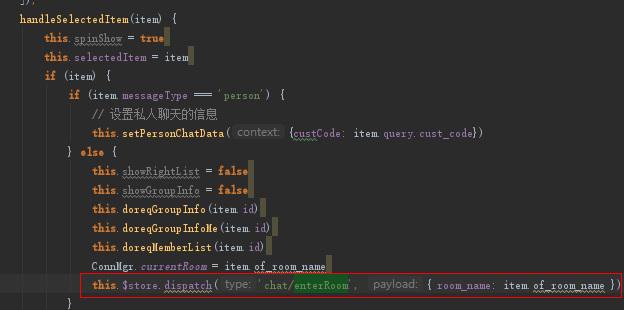 });
handleSelectedItem(item) {
this.spinShow = true
this.selectedItem = item
if (item) {
if (item.messageType === 'person') {
// 设置私人聊天的信息
this.setPersonChatData( context: {custCode: item.query.cust_code})
} else {
this.showRightList = false
this.showGroupInfo = false
this.doreqGroupInfo(item.id)
this.doreqGroupInfoMe(item.id)
this.doreqMemberList(item.id)
ConnMgr.currentRoom = item.of_room_name
this.$store.dispatch( type: 'chat/enterRoom', payload: { room_name: item.of_room_name })
}